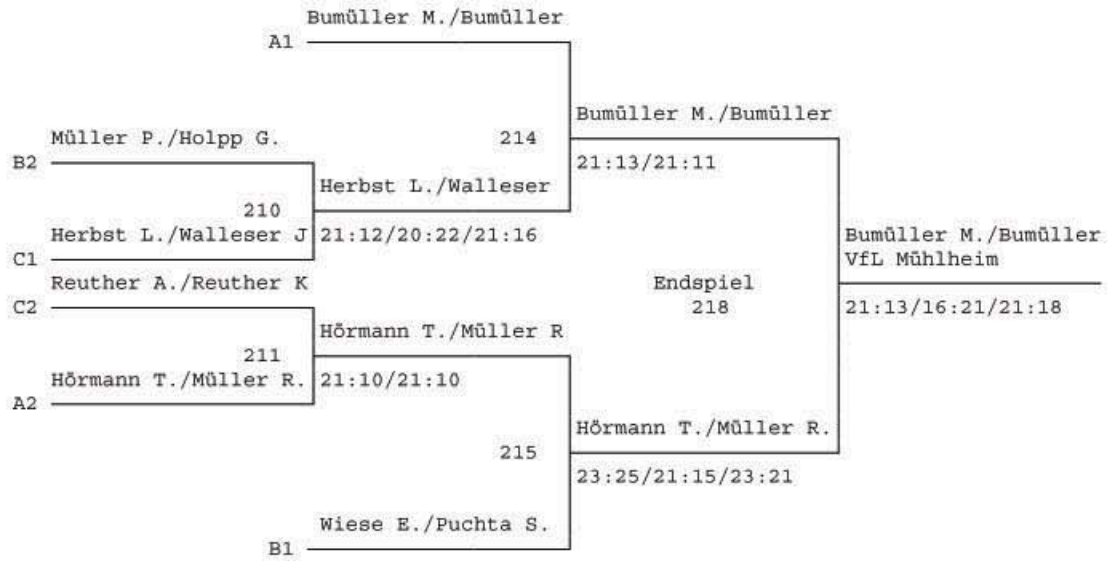 Bumüller M./Bumüller
A1
Bumüller M./Bumüller
Müller P./Holpp G.
214
B2
21:13/21:11
Herbst L./Walleser
210
Herbst L./Walleser J
21:12/20:22/21:16
Bumüller M./Bumüller
C1
VfL Mühlheim
Reuther A./Reuther K
Endspiel
C2
218
21:13/16:21/21:18
Hörmann T./Müller R
211
Hörmann T./Müller R.
21:10/21:10
A2
Hörmann T./Müller R.
215
23:25/21:15/23:21
Wiese E./Puchta S.
B1